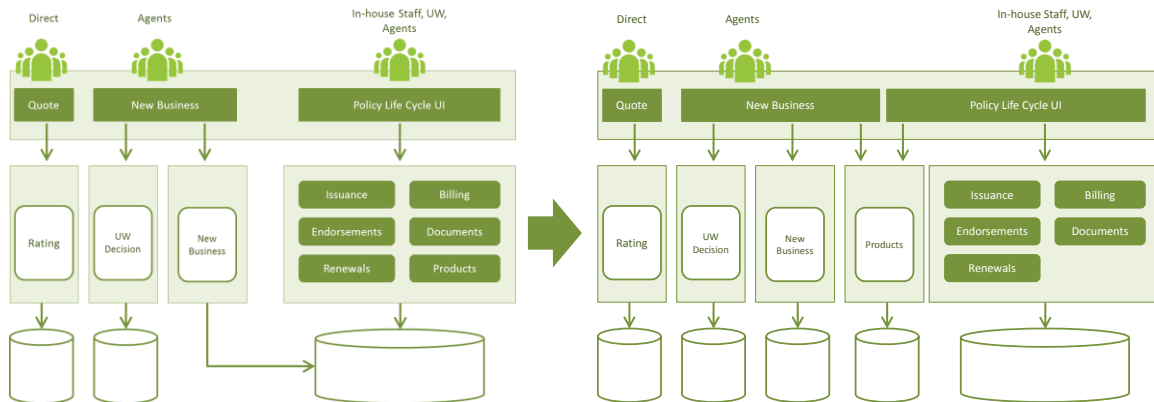 Direct
Agents
In-house Staff, UW,
Agents
Quote
New Business
Policy Life Cycle UI
Rating
UW
Decision
New
Business
Issuance
Billing
Endorsements
Documents
Renewals
Products
Direct
Agents
In-house Staff, UW,
Agents
Quote
New Business
Policy Life Cycle UI
Rating
UW
Decision
New
Business
Products
Issuance
Billing
Endorsements
Documents
Renewals